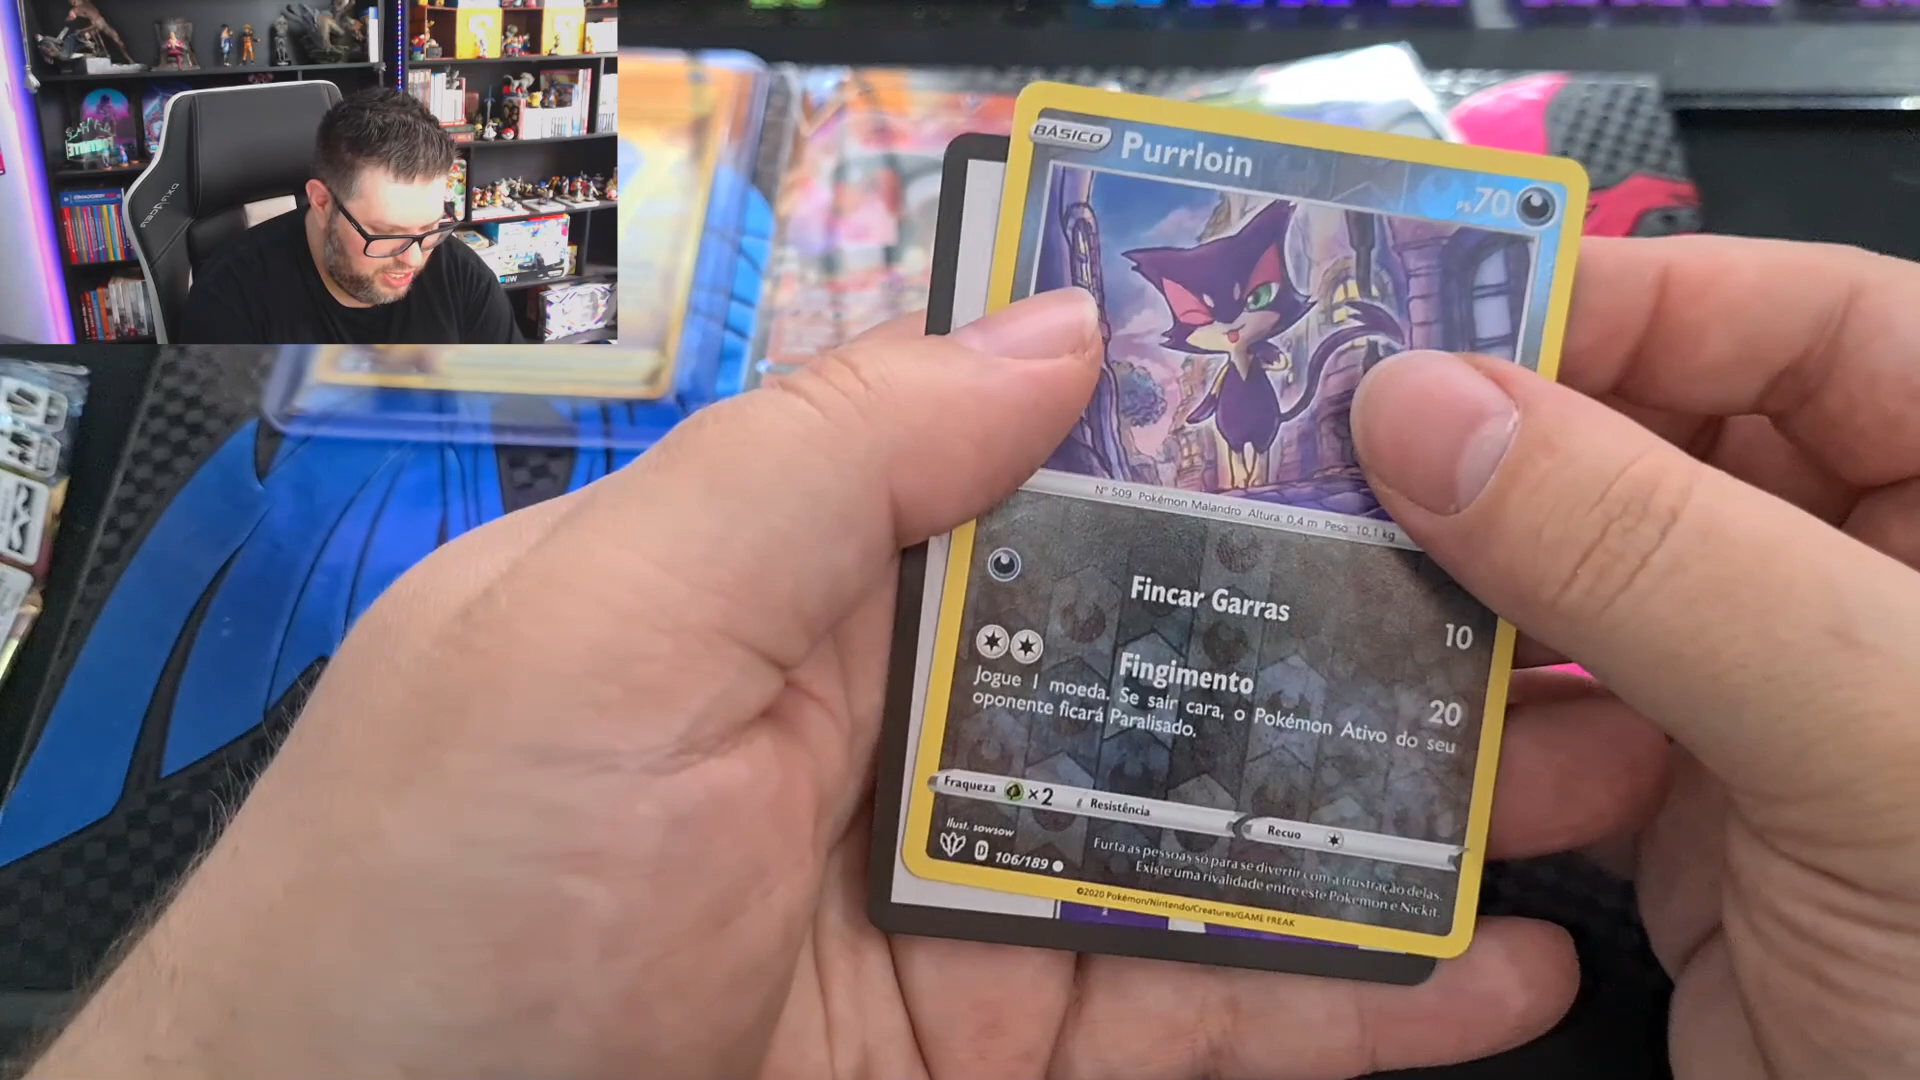 BÁSICO
Purrloin
PS 70
Nº 509 Pokémon Malandro Altura: 0,4 m Peso: 10,1 kg
Fincar Garras
10
Fingimento
20
Jogue 1 moeda. Se sair cara, o Pokémon Ativo do seu
oponente ficará Paralisado.
Fraqueza ×2 Resistência Recuo
Ilust. sowsow
D 106/189
Furta as pessoas só para se divertir com a frustração delas.
Existe uma rivalidade entre este Pokémon e Nickit.
©2020 Pokémon/Nintendo/Creatures/GAME FREAK